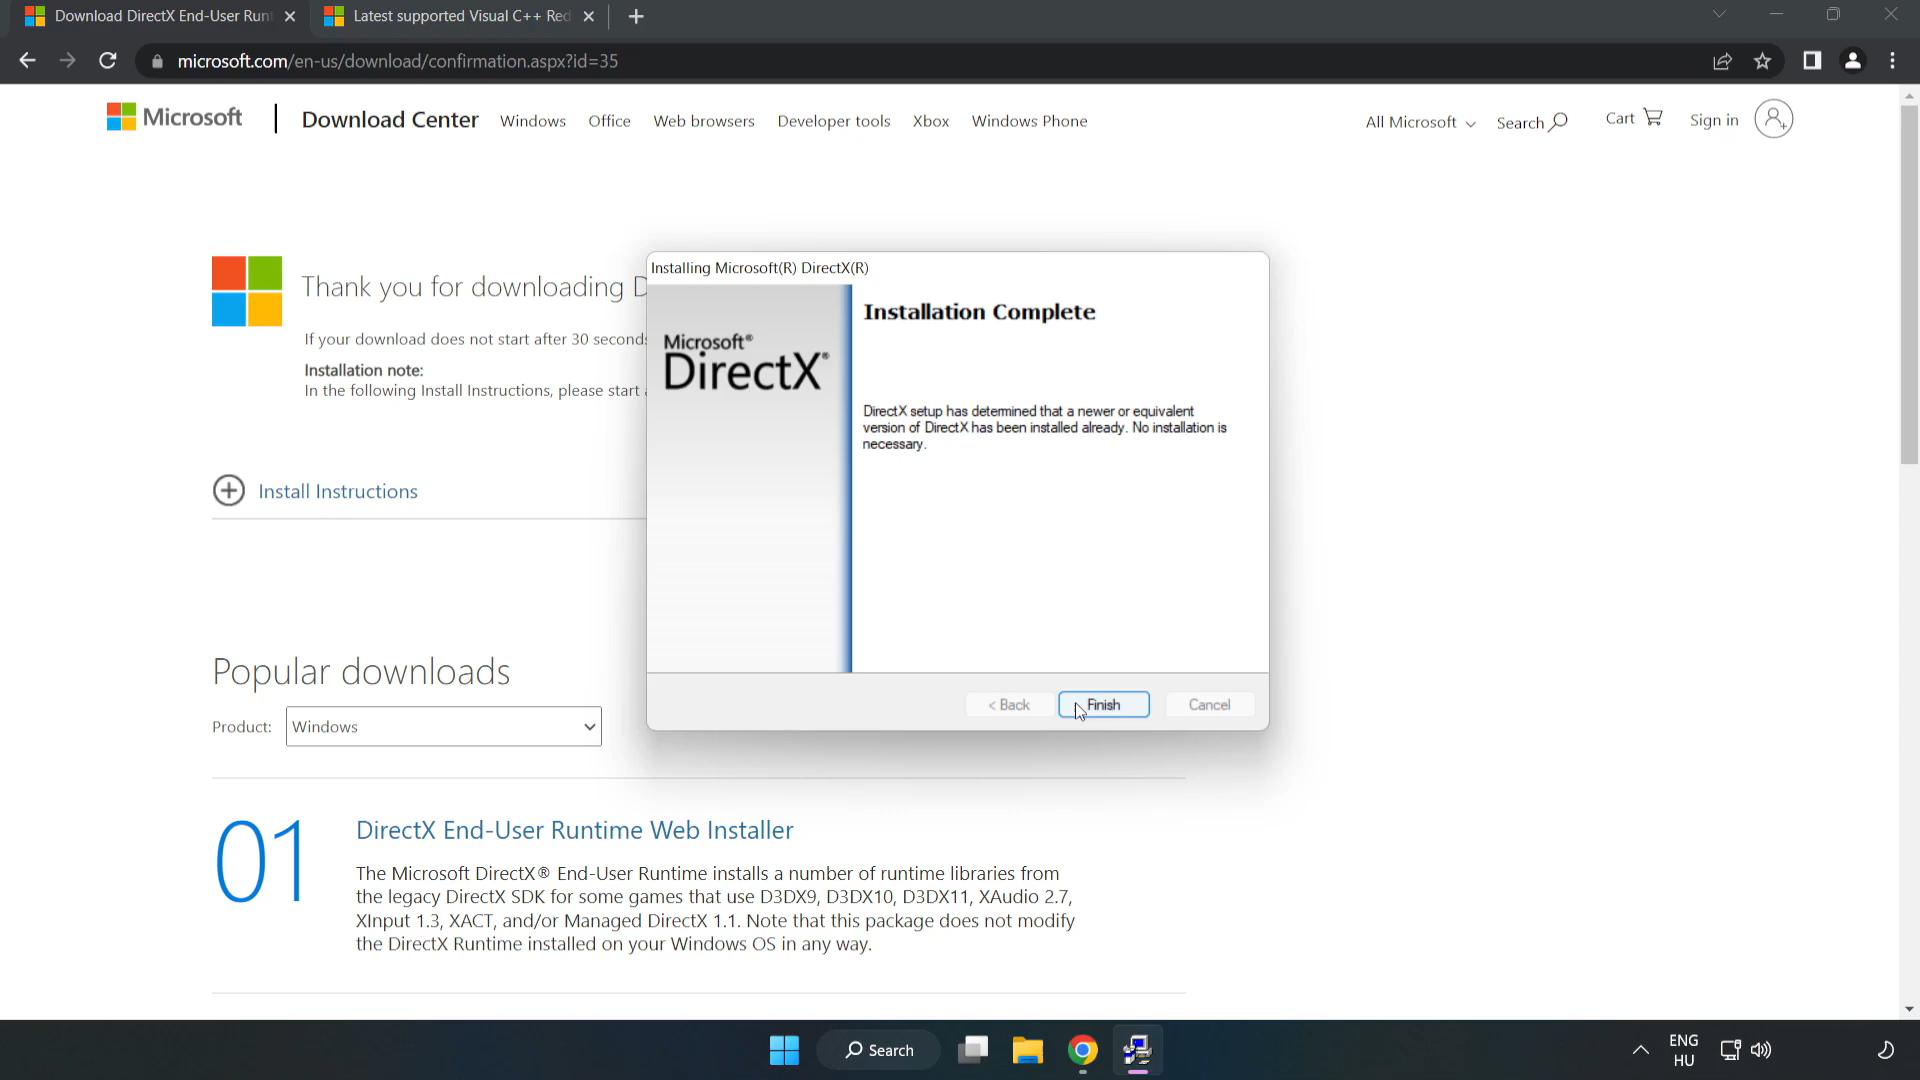 Download DirectX End-User Runt
Latest supported Visual C++ Red
microsoft.com/en-us/download/confirmation.aspx?id=35
Microsoft
Download Center
Windows
Office
Web browsers
Developer tools
Xbox
Windows Phone
All Microsoft
Search
Cart
Sign in
Thank you for downloading D
If your download does not start after 30 seconds
Installation note:
In the following Install Instructions, please start a
Install Instructions
Installing Microsoft(R) DirectX(R)
Microsoft®
DirectX®
Installation Complete
DirectX setup has determined that a newer or equivalent
version of DirectX has been installed already. No installation is
necessary.
< Back
Finish
Cancel
Popular downloads
Product:
Windows
01
DirectX End-User Runtime Web Installer
The Microsoft DirectX® End-User Runtime installs a number of runtime libraries from
the legacy DirectX SDK for some games that use D3DX9, D3DX10, D3DX11, XAudio 2.7,
XInput 1.3, XACT, and/or Managed DirectX 1.1. Note that this package does not modify
the DirectX Runtime installed on your Windows OS in any way.
Search
ENG
HU